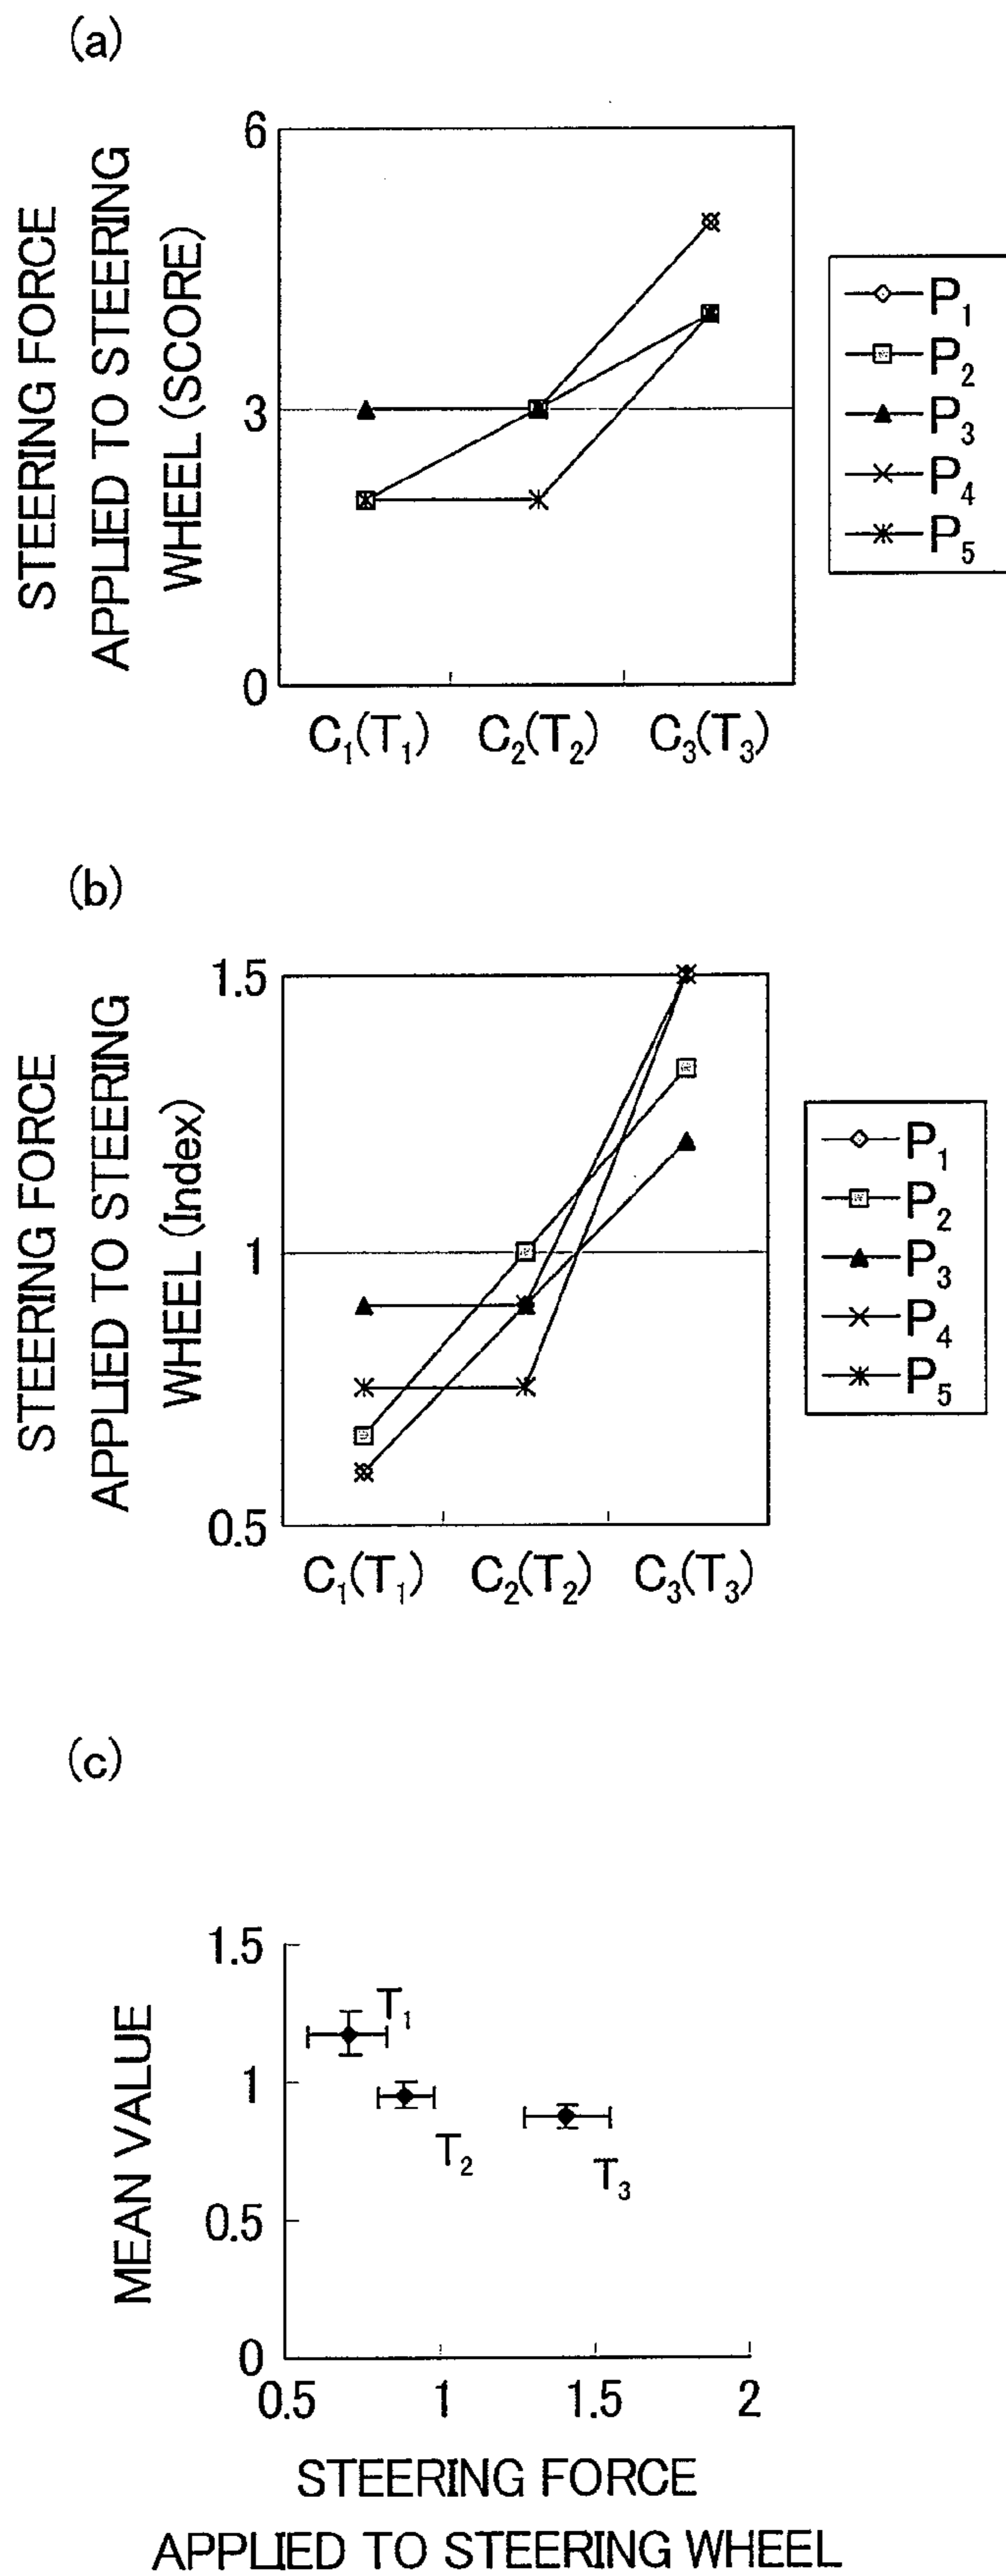 (a)
STEERING FORCE
APPLIED TO STEERING
WHEEL (SCORE)
6
3
0
C₁(T₁) C₂(T₂) C₃(T₃)
P₁
P₂
P₃
P₄
P₅
(b)
STEERING FORCE
APPLIED TO STEERING
WHEEL (Index)
1.5
1
0.5
C₁(T₁) C₂(T₂) C₃(T₃)
P₁
P₂
P₃
P₄
P₅
(c)
MEAN VALUE
1.5
1
0.5
0
T₁
T₂
T₃
0.5 1 1.5 2
STEERING FORCE
APPLIED TO STEERING WHEEL